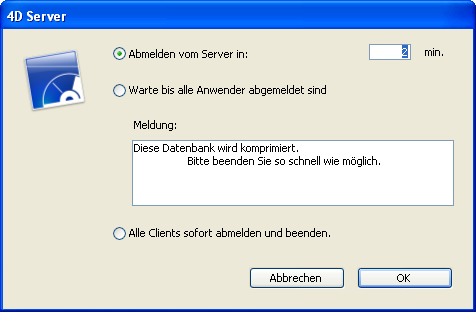 4D Server
Abmelden vom Server in: 2 min.
Warte bis alle Anwender abgemeldet sind
Meldung:
Diese Datenbank wird komprimiert.
Bitte beenden Sie so schnell wie möglich.
Alle Clients sofort abmelden und beenden.
Abbrechen OK